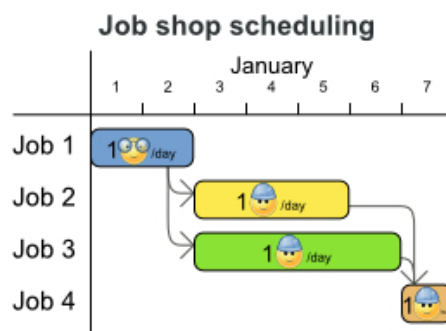 Job shop scheduling
January
1 2 3 4 5 6 7
Job 1 1 /day
Job 2 1 /day
Job 3 1 /day
Job 4 1